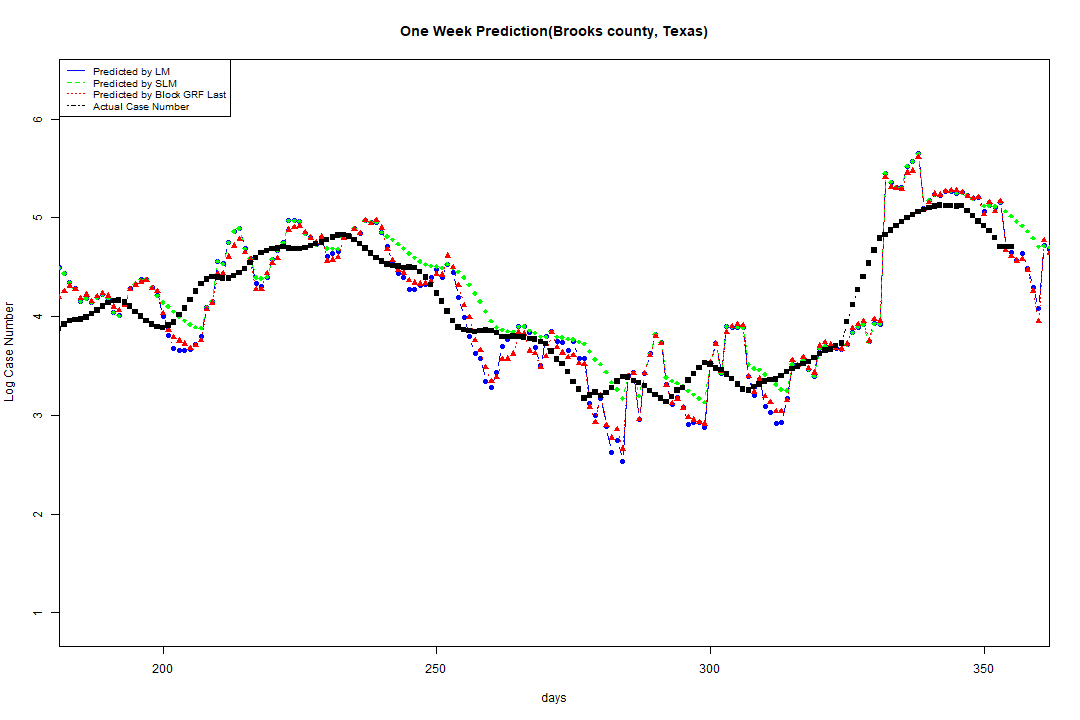 One Week Prediction(Brooks county, Texas)
Predicted by LM
Predicted by SLM
Predicted by Block GRF Last
Actual Case Number
Log Case Number
6
5
4
3
2
1
200
250
300
350
days